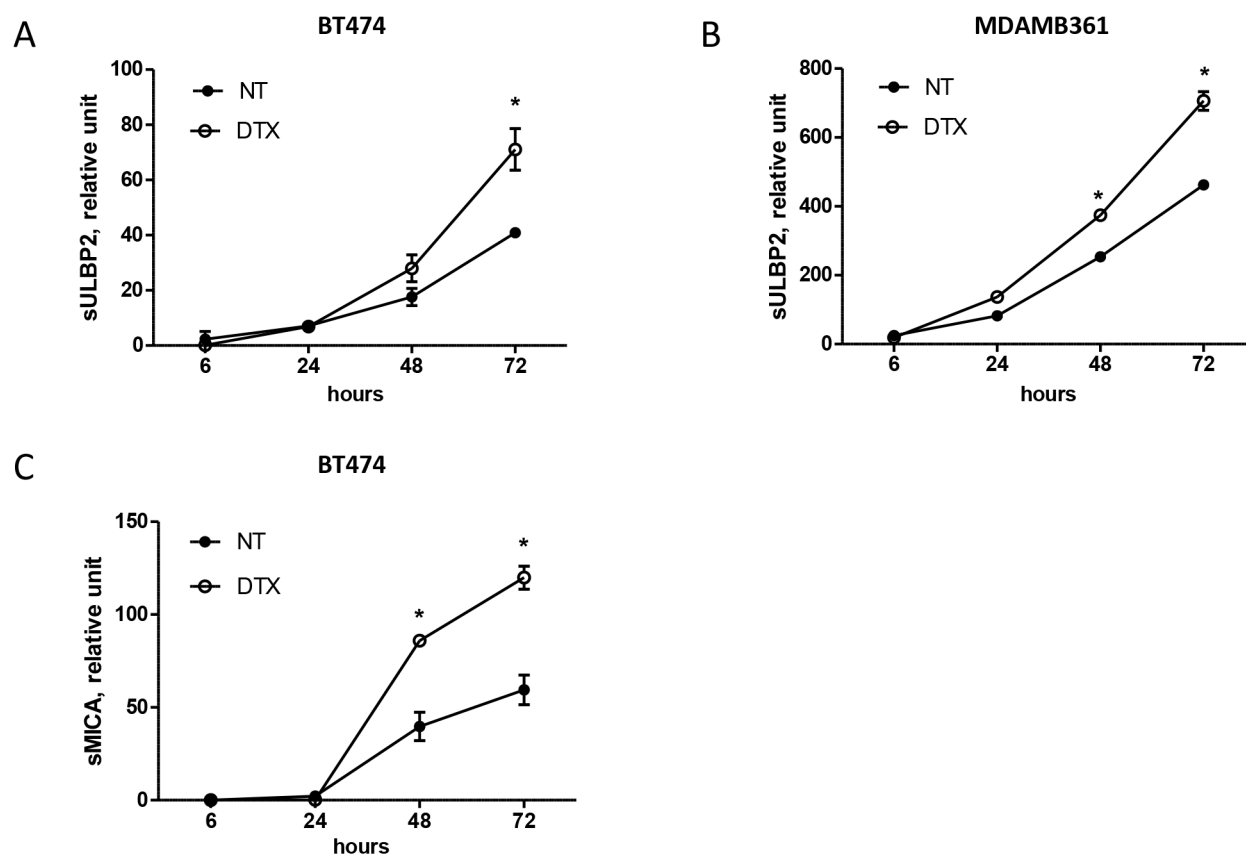 A
BT474
sULBP2, relative unit
100
80
60
40
20
0
NT
DTX
*
6 24 48 72
hours
B
MDAMB361
sULBP2, relative unit
800
600
400
200
0
NT
DTX
*
*
6 24 48 72
hours
C
BT474
sMICA, relative unit
150
100
50
0
NT
DTX
*
*
6 24 48 72
hours